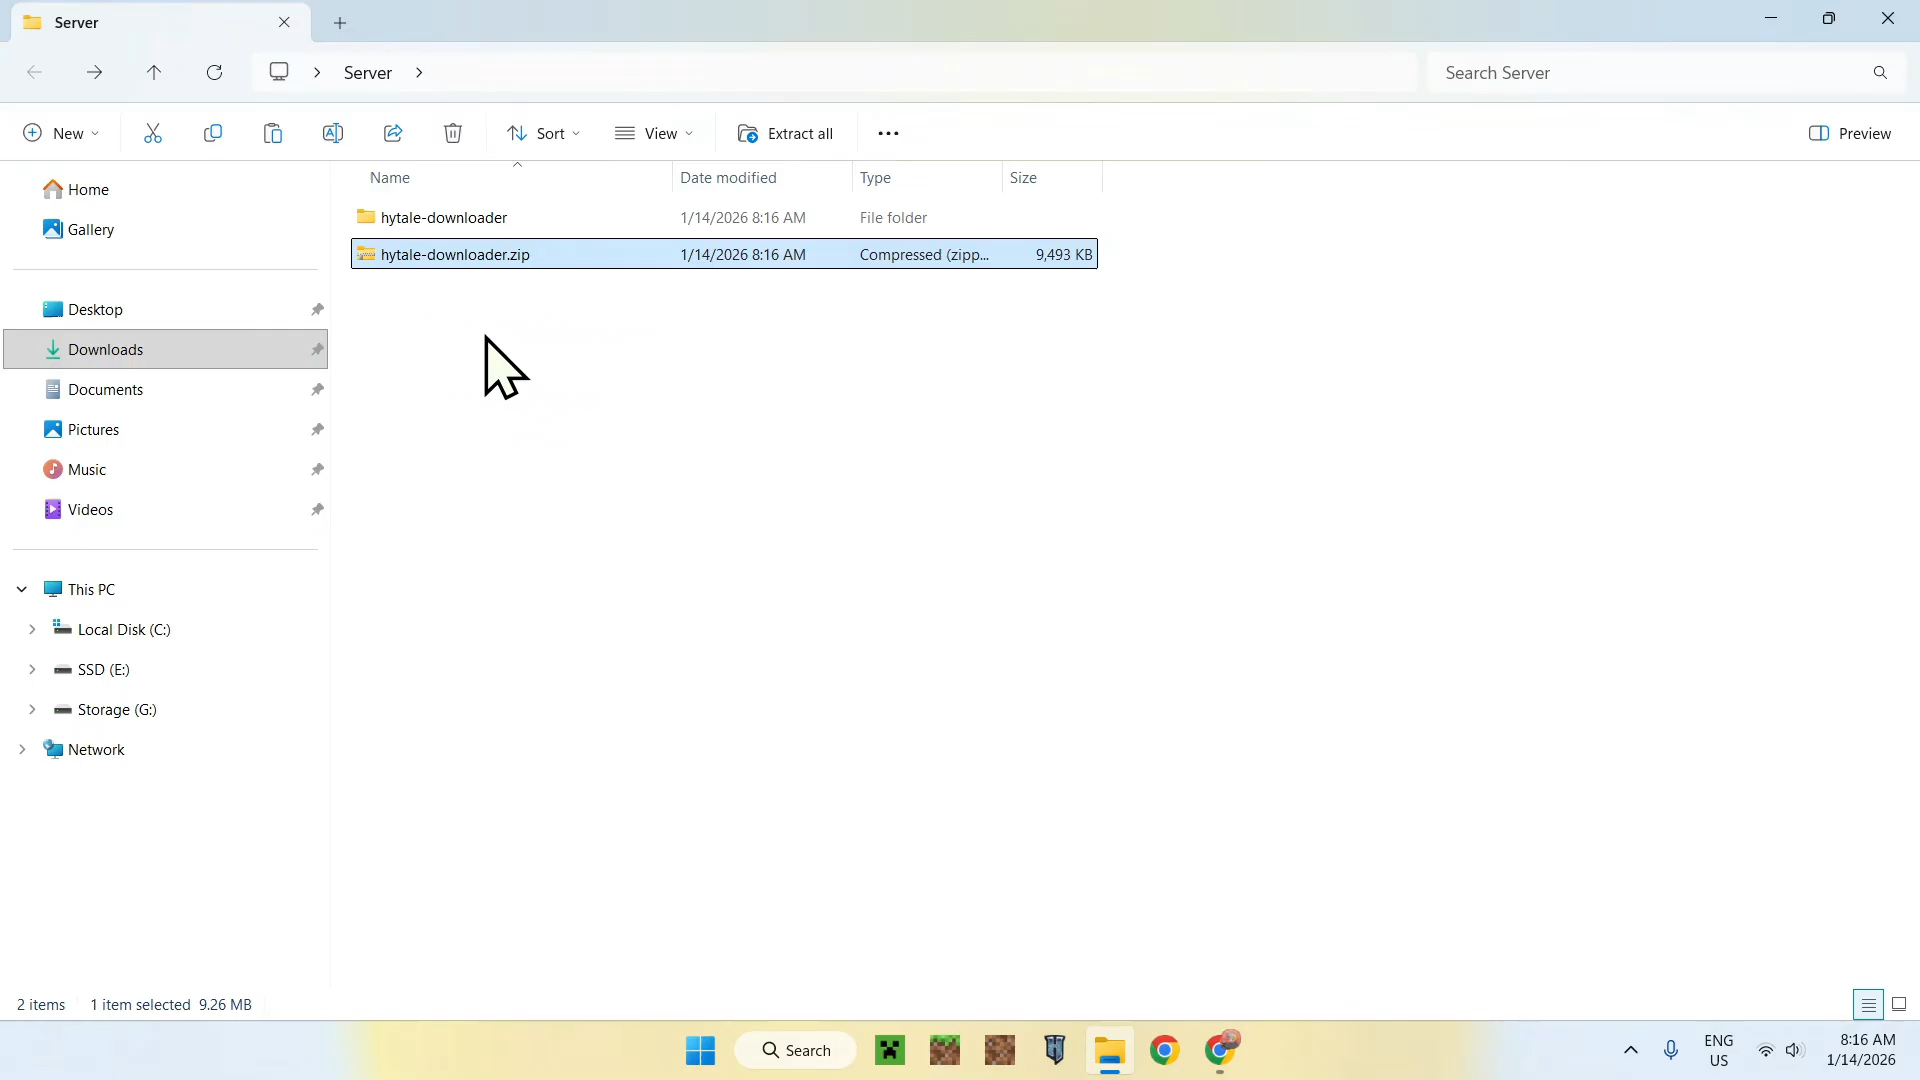 Server
Server
Search Server
New
Sort
View
Extract all
Preview
Name
Date modified
Type
Size
Home
Gallery
hytale-downloader
1/14/2026 8:16 AM
File folder
hytale-downloader.zip
1/14/2026 8:16 AM
Compressed (zipp...
9,493 KB
Desktop
Downloads
Documents
Pictures
Music
Videos
This PC
Local Disk (C:)
SSD (E:)
Storage (G:)
Network
2 items
1 item selected 9.26 MB
Search
ENG
US
8:16 AM
1/14/2026